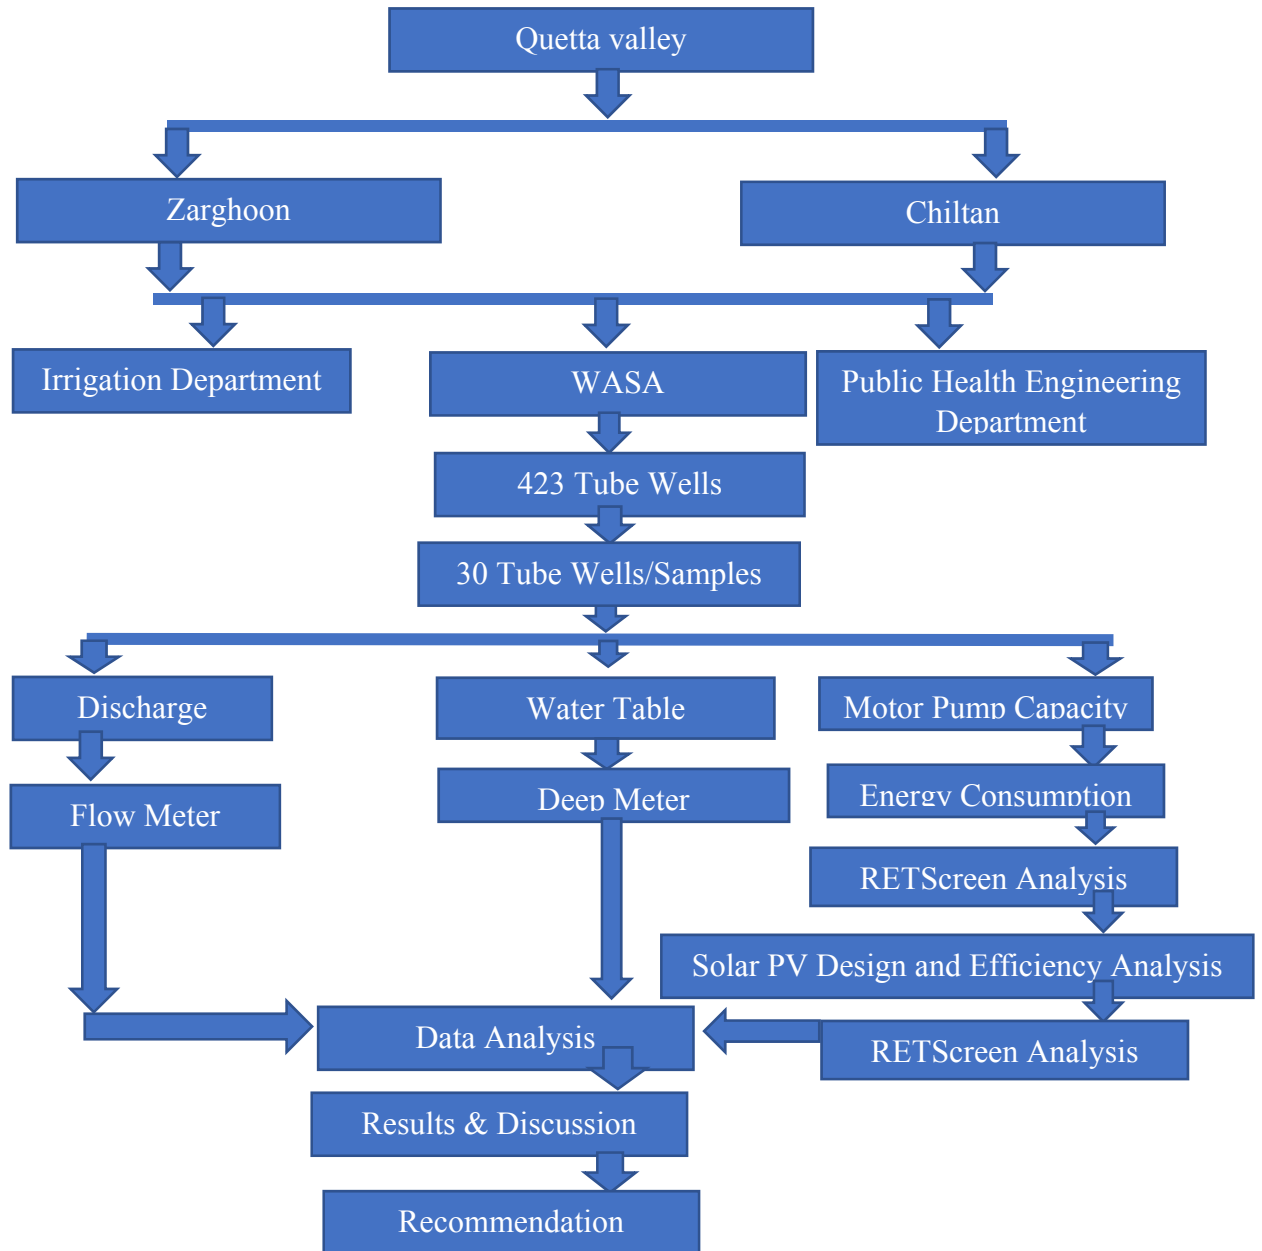 Quetta valley
Zarghoon
Chiltan
Irrigation Department
WASA
Public Health Engineering
Department
423 Tube Wells
30 Tube Wells/Samples
Discharge
Water Table
Motor Pump Capacity
Flow Meter
Deep Meter
Energy Consumption
RETScreen Analysis
Solar PV Design and Efficiency Analysis
Data Analysis
RETScreen Analysis
Results & Discussion
Recommendation